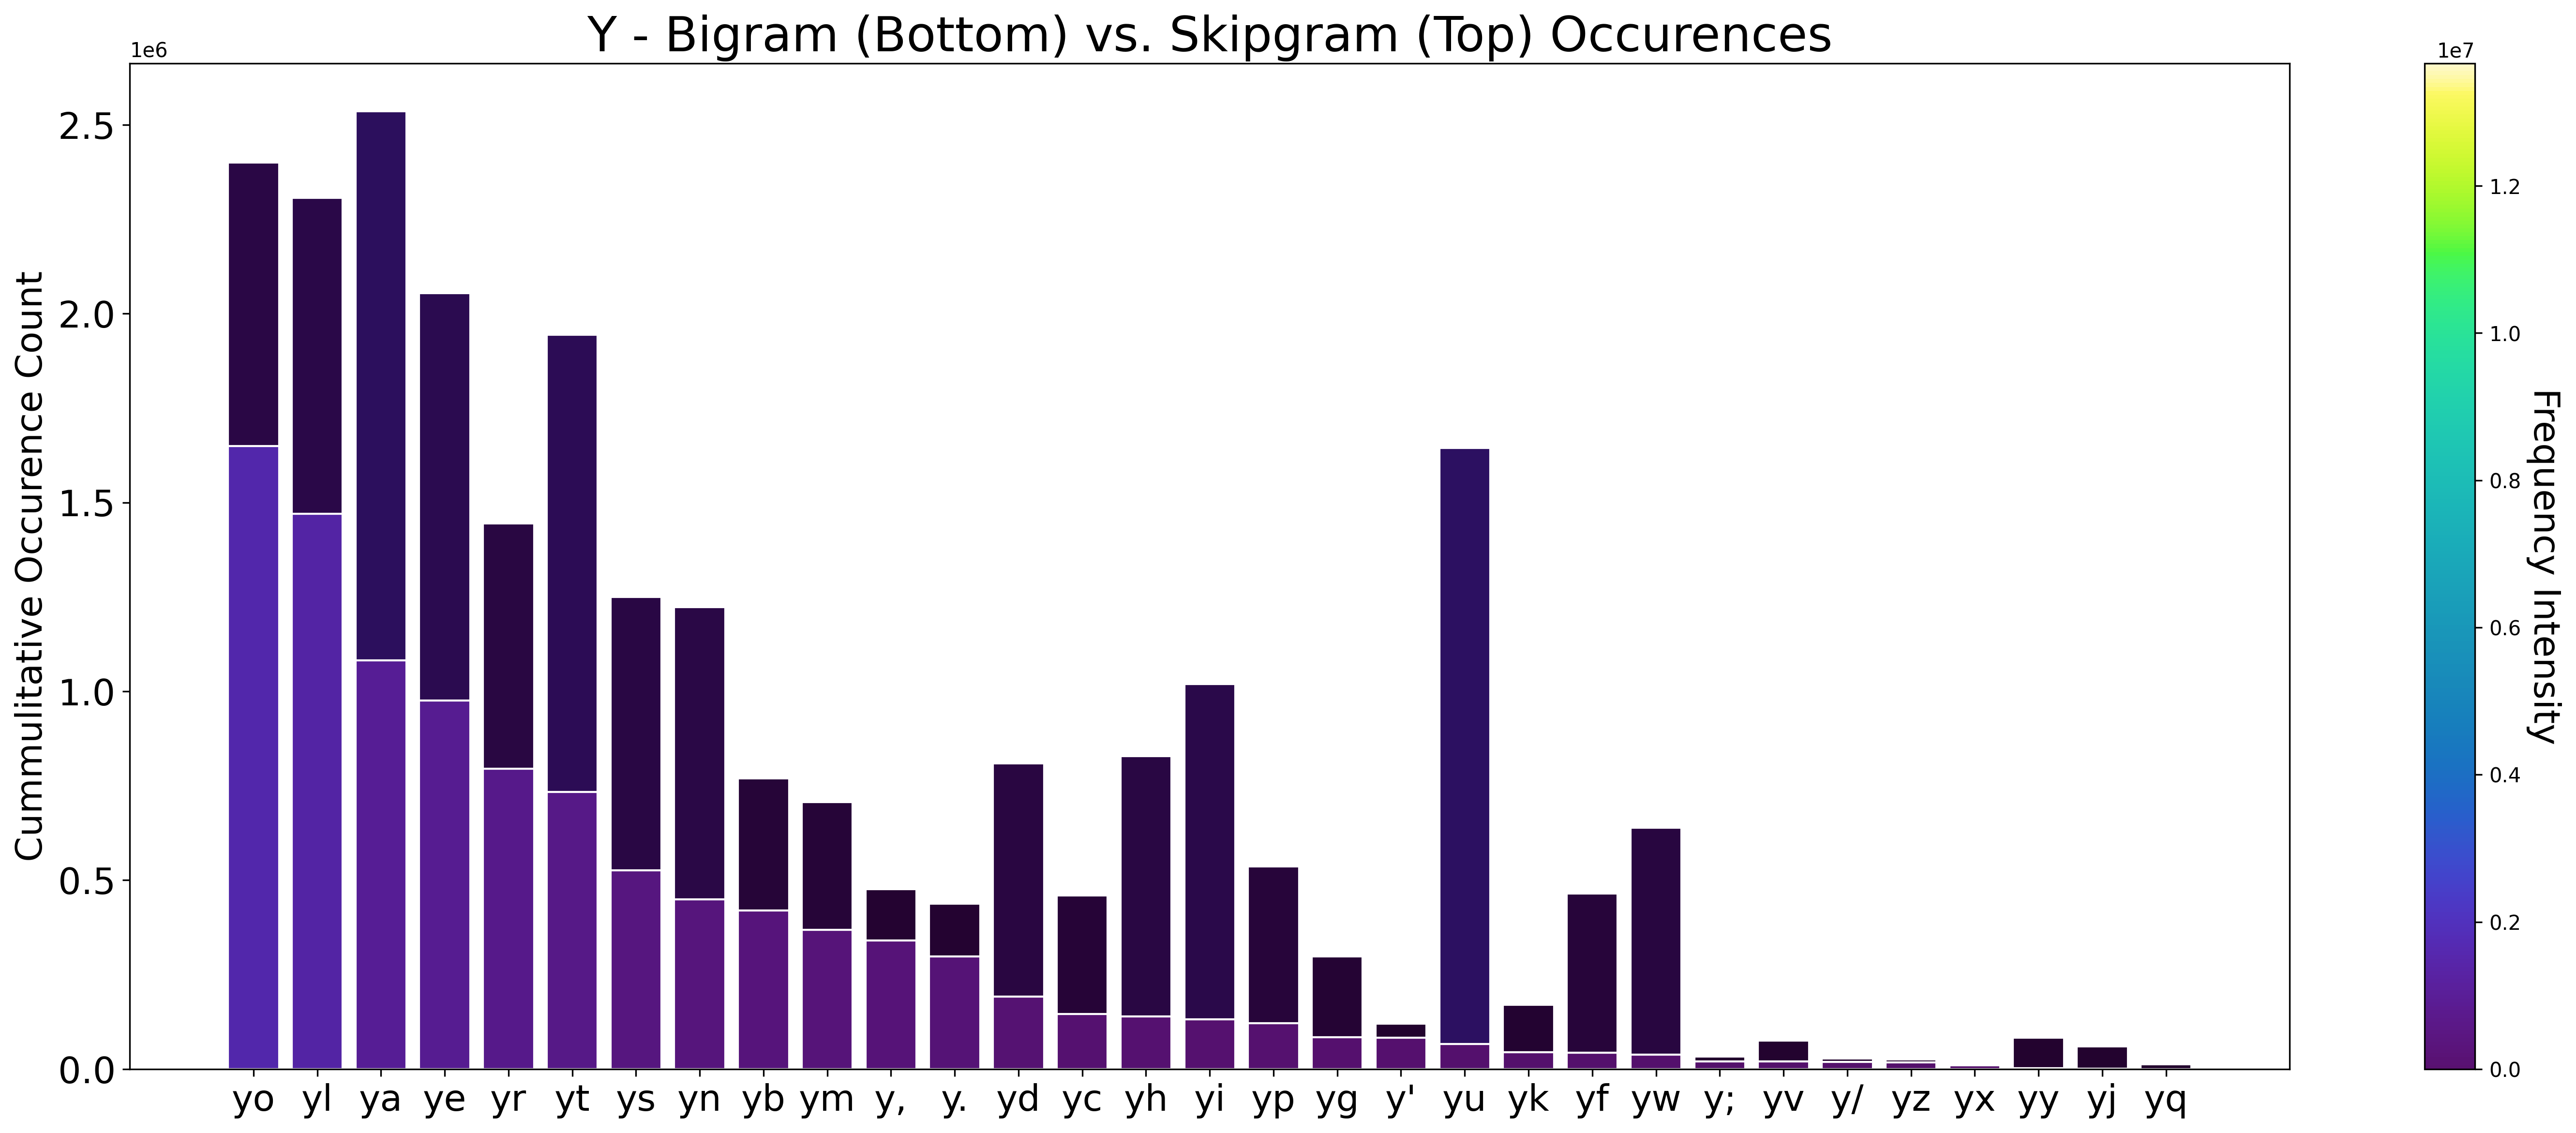 Y - Bigram (Bottom) vs. Skipgram (Top) Occurences
1e6
1e7
2.5
2.0
1.5
1.0
0.5
0.0
Cummulitative Occurence Count
yo yl ya ye yr yt ys yn yb ym y, y. yd yc yh yi yp yg y' yu yk yf yw y; yv y/ yz yx yy yj yq
1.2
1.0
0.8
0.6
0.4
0.2
0.0
Frequency Intensity